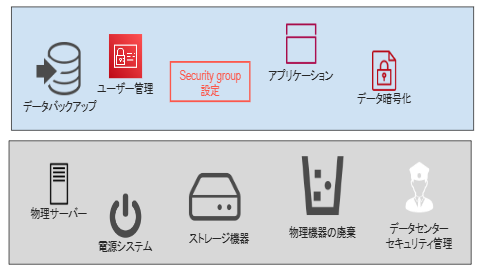 データバックアップ
ユーザー管理
Security group
設定
アプリケーション
データ暗号化
物理サーバー
電源システム
ストレージ機器
物理機器の廃棄
データセンター
セキュリティ管理